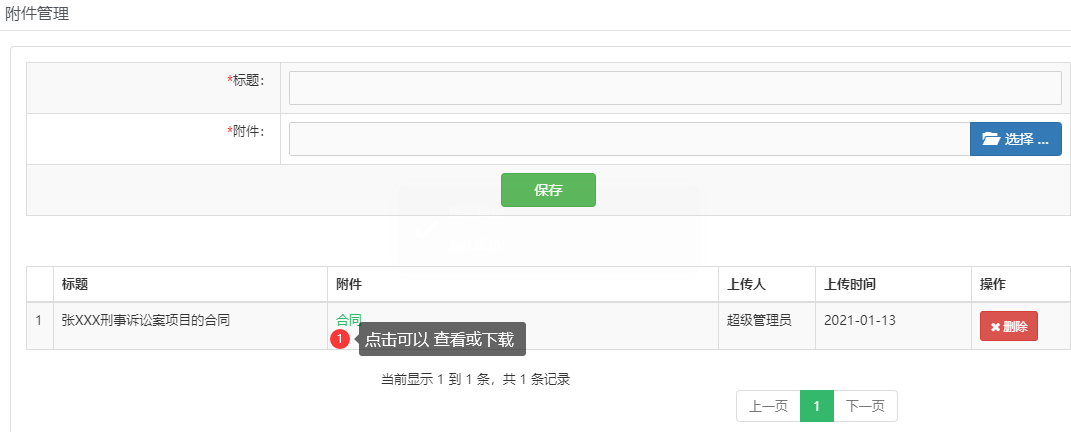 附件管理
*标题：
*附件： 选择 ...
保存
标题 附件 上传人 上传时间 操作
1 张XXX刑事诉讼案项目的合同 合同 超级管理员 2021-01-13 删除
1 点击可以 查看或下载
当前显示 1 到 1 条，共 1 条记录
上一页 1 下一页